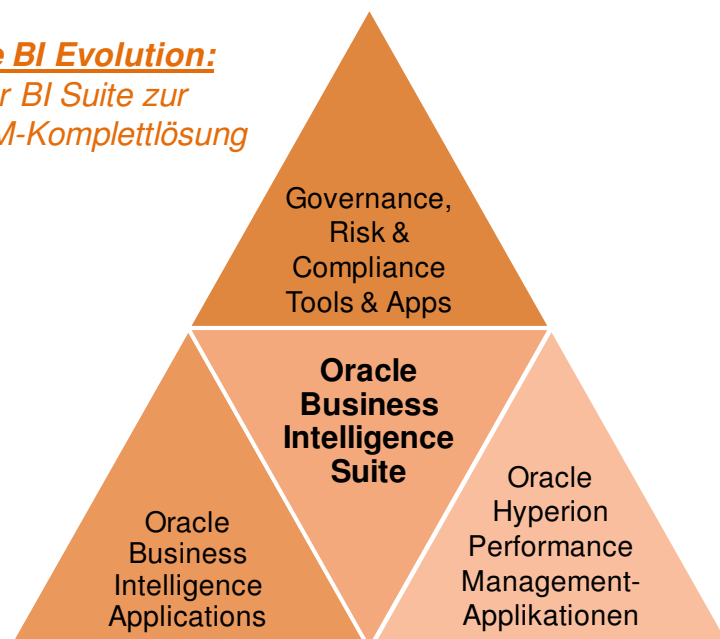 e BI Evolution:
r BI Suite zur
M-Komplettlösung
Governance,
Risk &
Compliance
Tools & Apps
Oracle
Business
Intelligence
Suite
Oracle
Business
Intelligence
Applications
Oracle
Hyperion
Performance
Management-
Applikationen